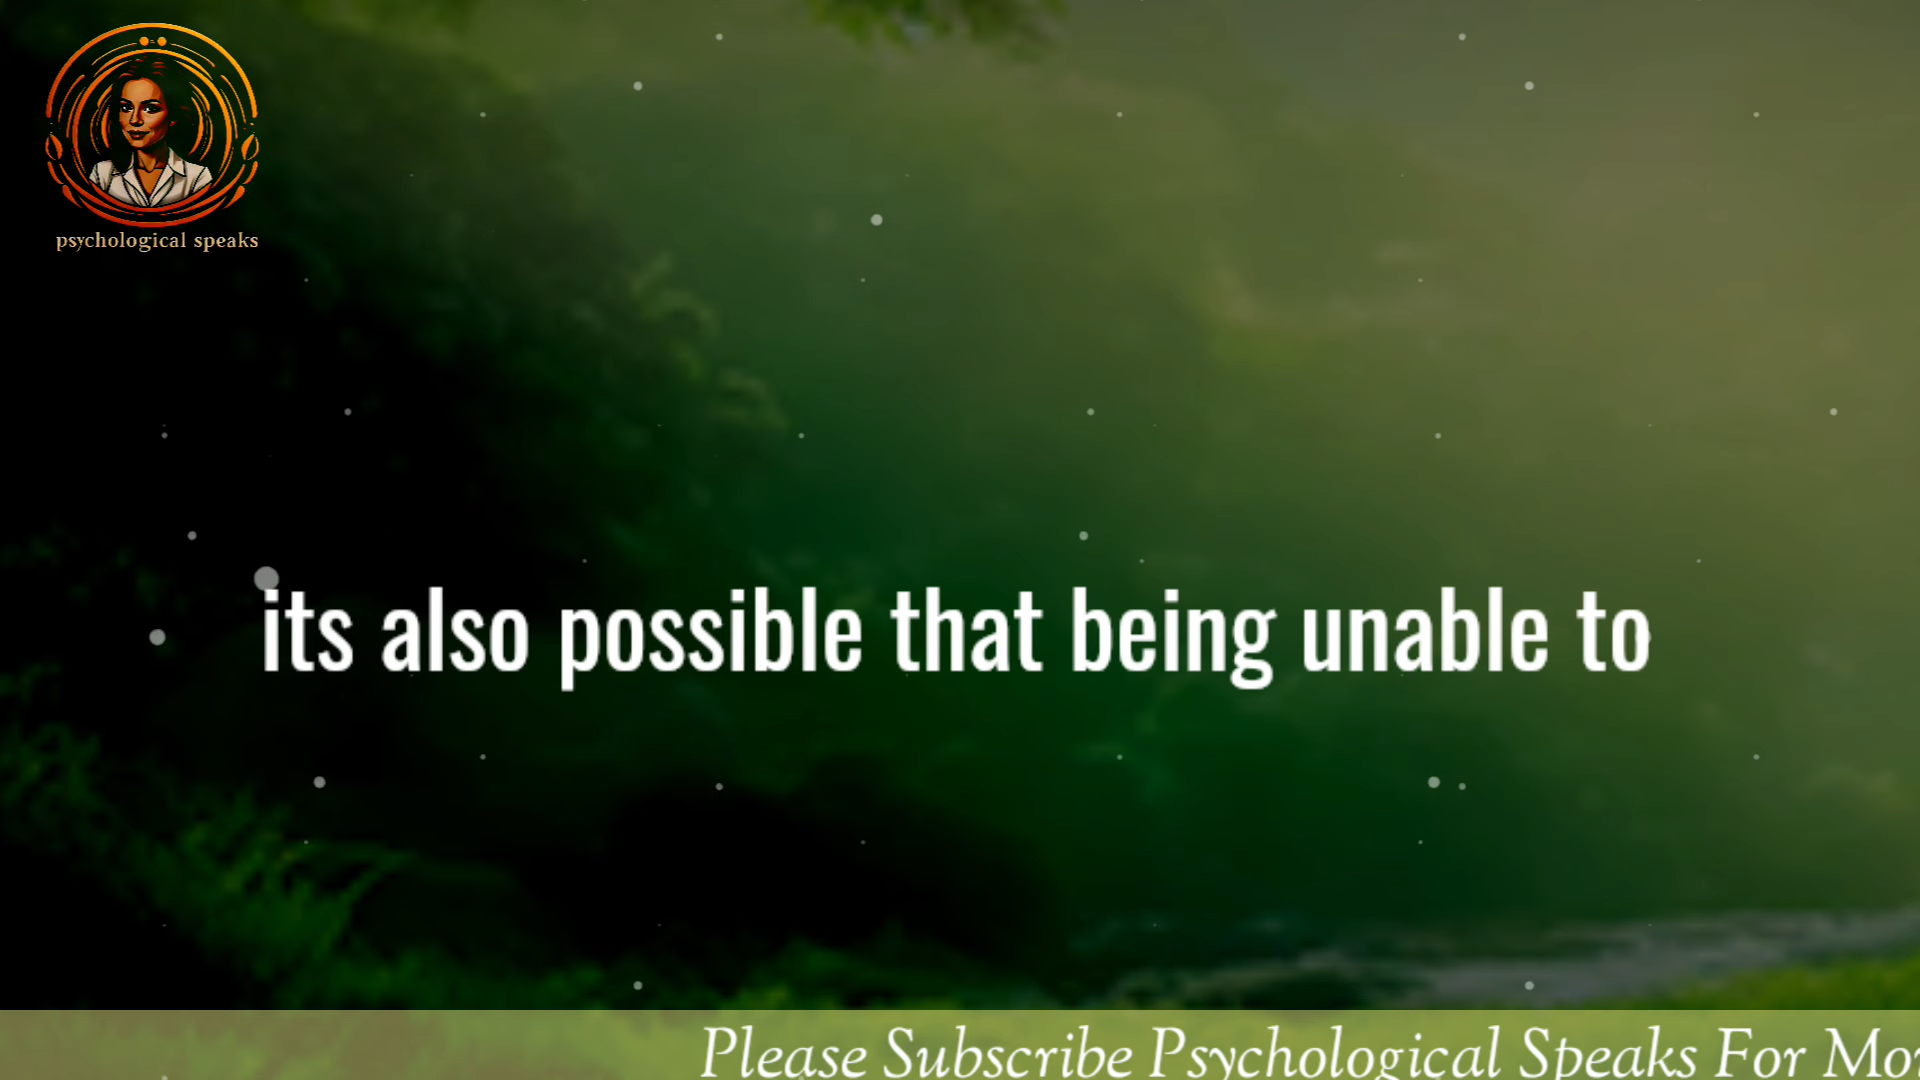 psychological speaks
its also possible that being unable to
Please Subscribe Psychological Speaks For